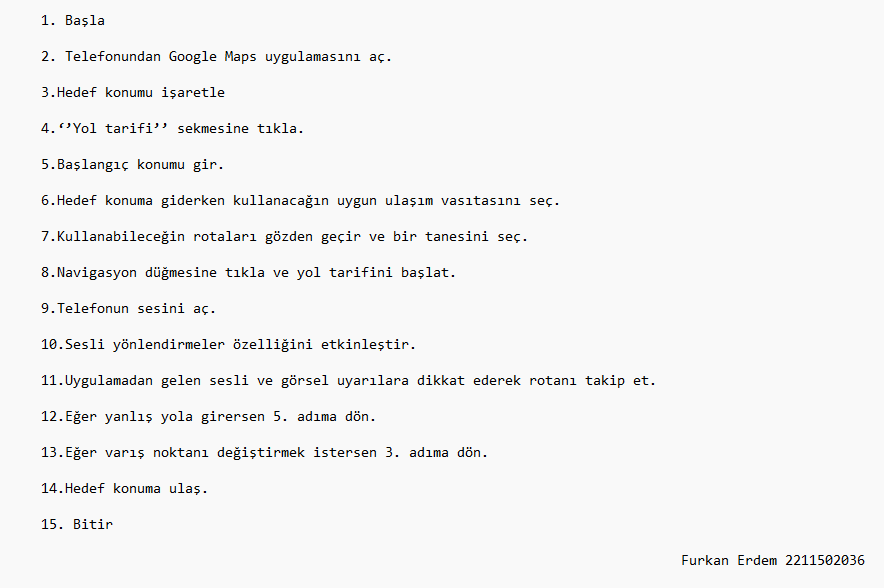 1. Başla
2. Telefonundan Google Maps uygulamasını aç.
3.Hedef konumu işaretle
4.‘’Yol tarifi’’ sekmesine tıkla.
5.Başlangıç konumu gir.
6.Hedef konuma giderken kullanacağın uygun ulaşım vasıtasını seç.
7.Kullanabileceğin rotaları gözden geçir ve bir tanesini seç.
8.Navigasyon düğmesine tıkla ve yol tarifini başlat.
9.Telefonun sesini aç.
10.Sesli yönlendirmeler özelliğini etkinleştir.
11.Uygulamadan gelen sesli ve görsel uyarılara dikkat ederek rotanı takip et.
12.Eğer yanlış yola girersen 5. adıma dön.
13.Eğer varış noktanı değiştirmek istersen 3. adıma dön.
14.Hedef konuma ulaş.
15. Bitir
Furkan Erdem 2211502036